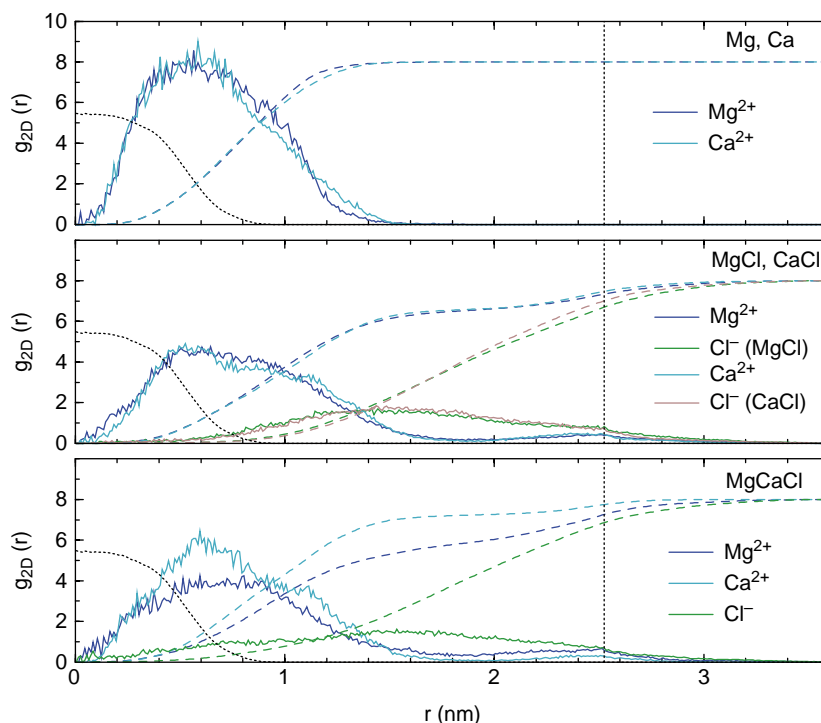 10
8
6
4
2
0
g2D (r)
Mg, Ca
Mg2+
Ca2+
8
6
4
2
0
g2D (r)
MgCl, CaCl
Mg2+
Cl– (MgCl)
Ca2+
Cl– (CaCl)
8
6
4
2
0
g2D (r)
MgCaCl
Mg2+
Ca2+
Cl–
0 1 2 3
r (nm)